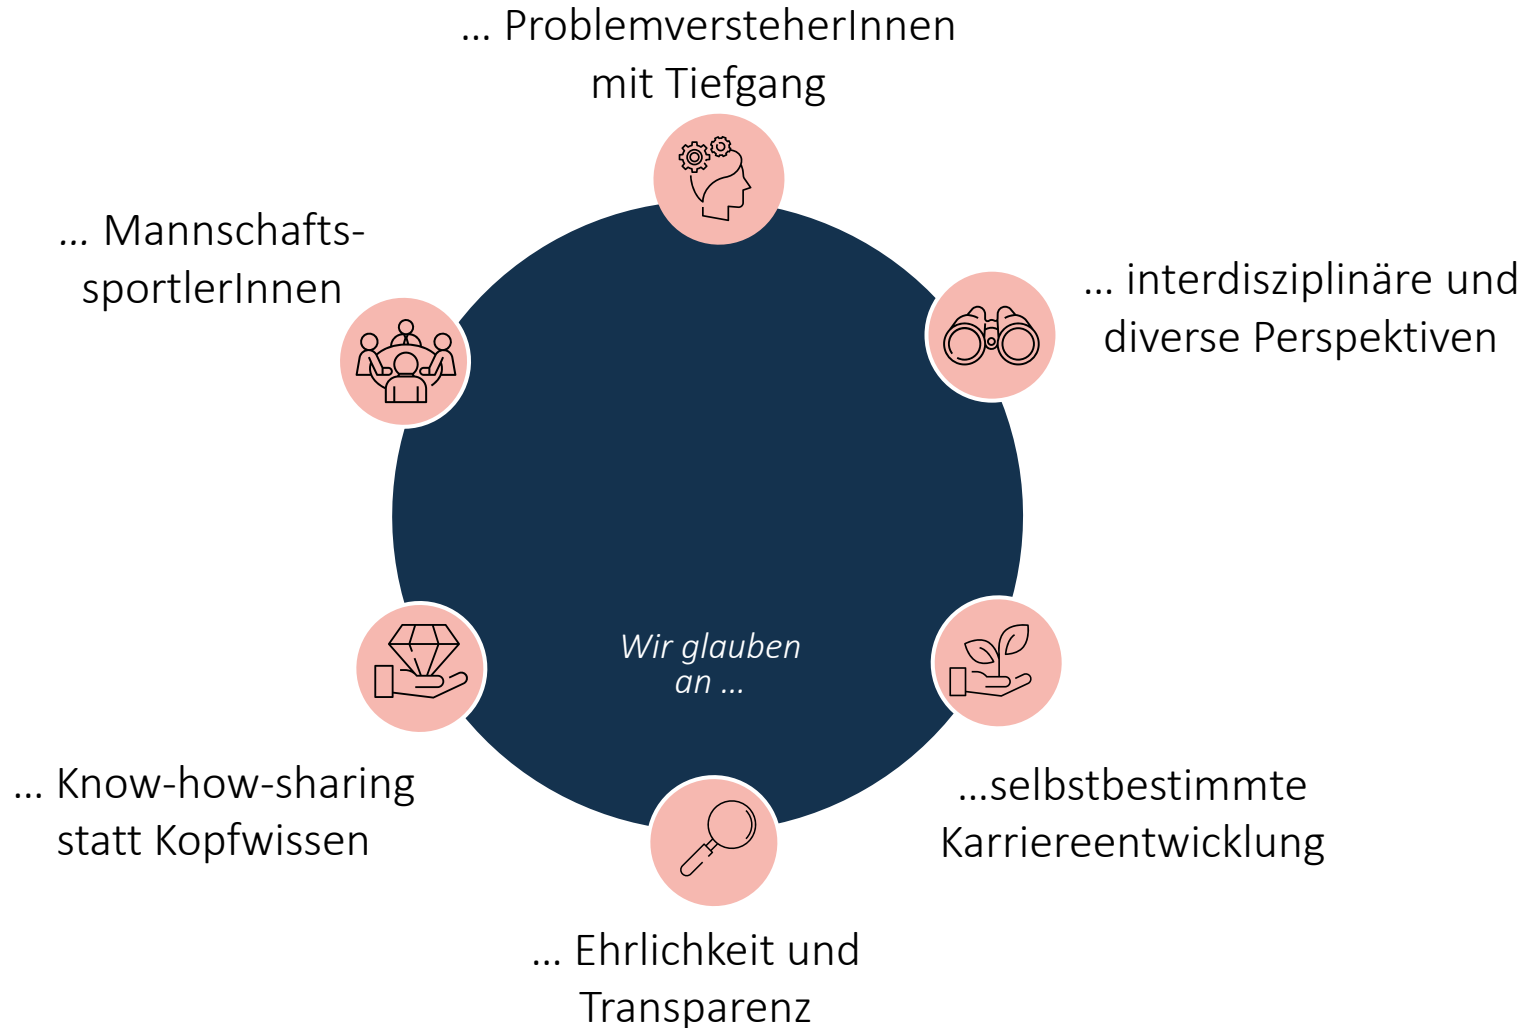 ... ProblemversteherInnen
mit Tiefgang
... Mannschafts-
sportlerInnen
... interdisziplinäre und
diverse Perspektiven
Wir glauben
an ...
... Know-how-sharing
statt Kopfwissen
...selbstbestimmte
Karriereentwicklung
... Ehrlichkeit und
Transparenz